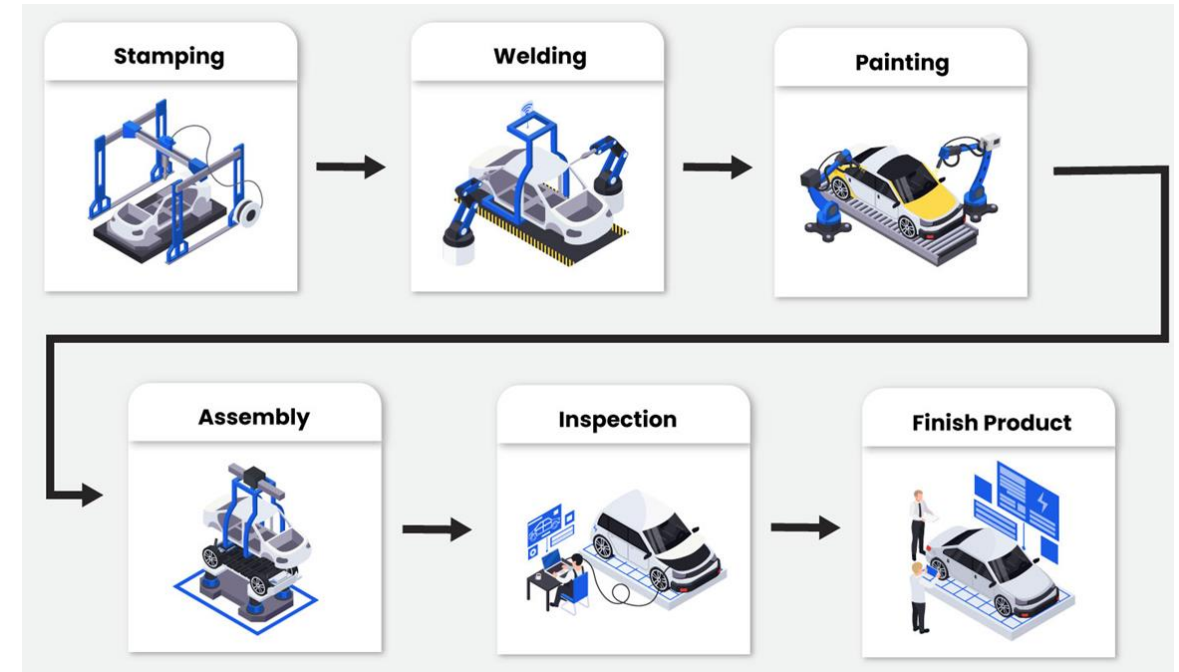 Stamping
Welding
Painting
Assembly
Inspection
Finish Product